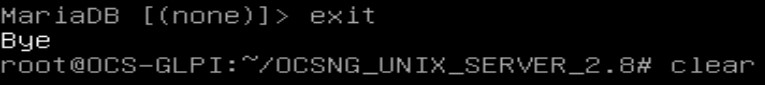 MariaDB [(none)]> exit
Bye
root@OCS-GLPI:~/OCSNG_UNIX_SERVER_2.8# clear